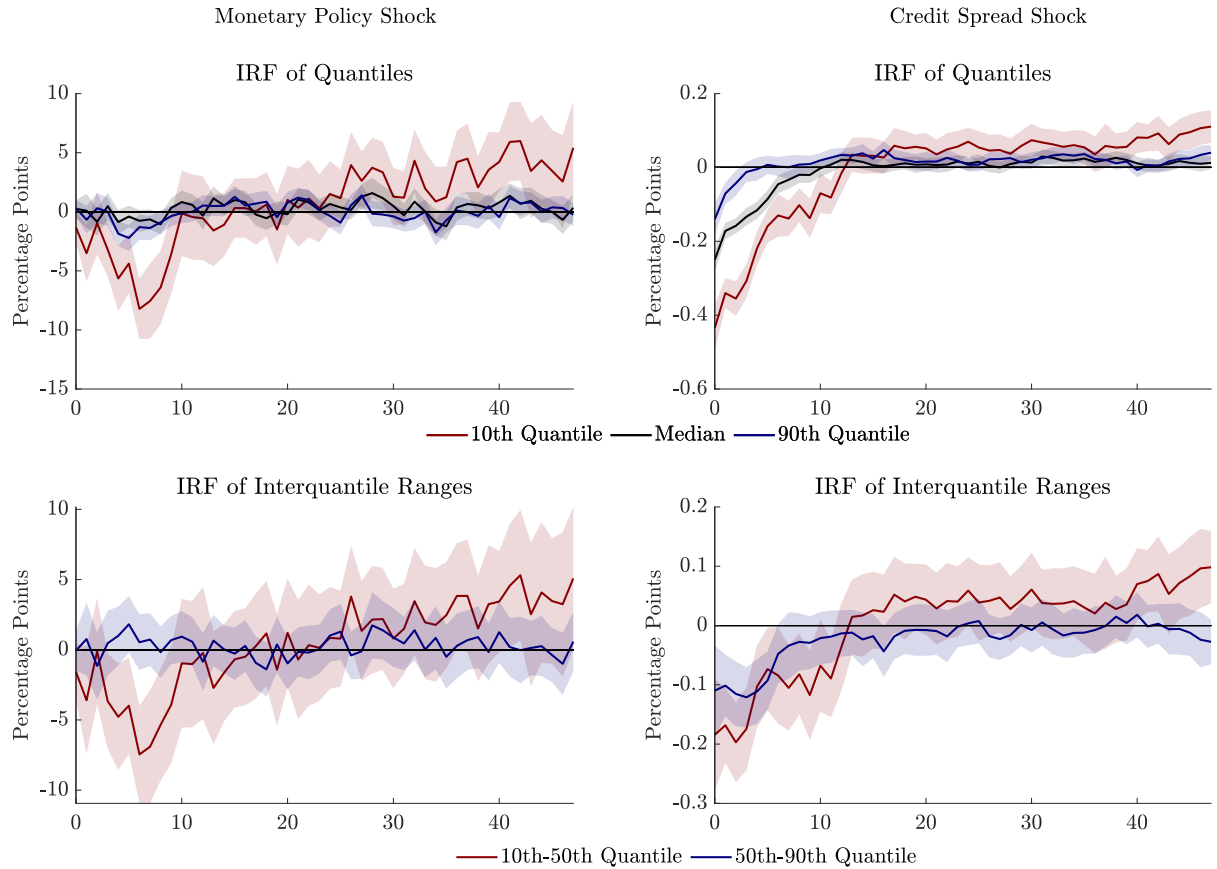 Monetary Policy Shock
Credit Spread Shock
IRF of Quantiles
10
5
0
-5
-10
-15
Percentage Points
0 10 20 30 40
IRF of Quantiles
0.2
0
-0.2
-0.4
-0.6
Percentage Points
0 10 20 30 40
10th Quantile Median 90th Quantile
IRF of Interquantile Ranges
10
5
0
-5
-10
Percentage Points
0 10 20 30 40
IRF of Interquantile Ranges
0.2
0.1
0
-0.1
-0.2
-0.3
Percentage Points
0 10 20 30 40
10th-50th Quantile 50th-90th Quantile